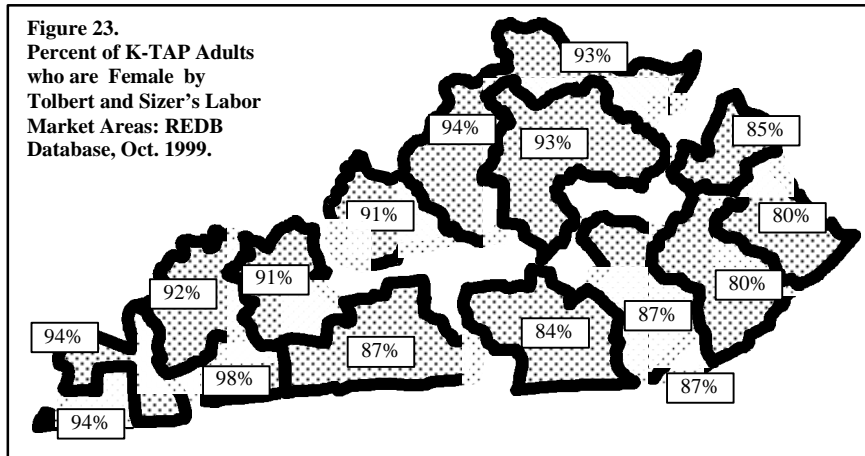 Figure 23.
Percent of K-TAP Adults
who are Female by
Tolbert and Sizer's Labor
Market Areas: REDB
Database, Oct. 1999.
93%
94%
93%
85%
91%
80%
92%
91%
80%
87%
94%
87%
84%
98%
87%
94%